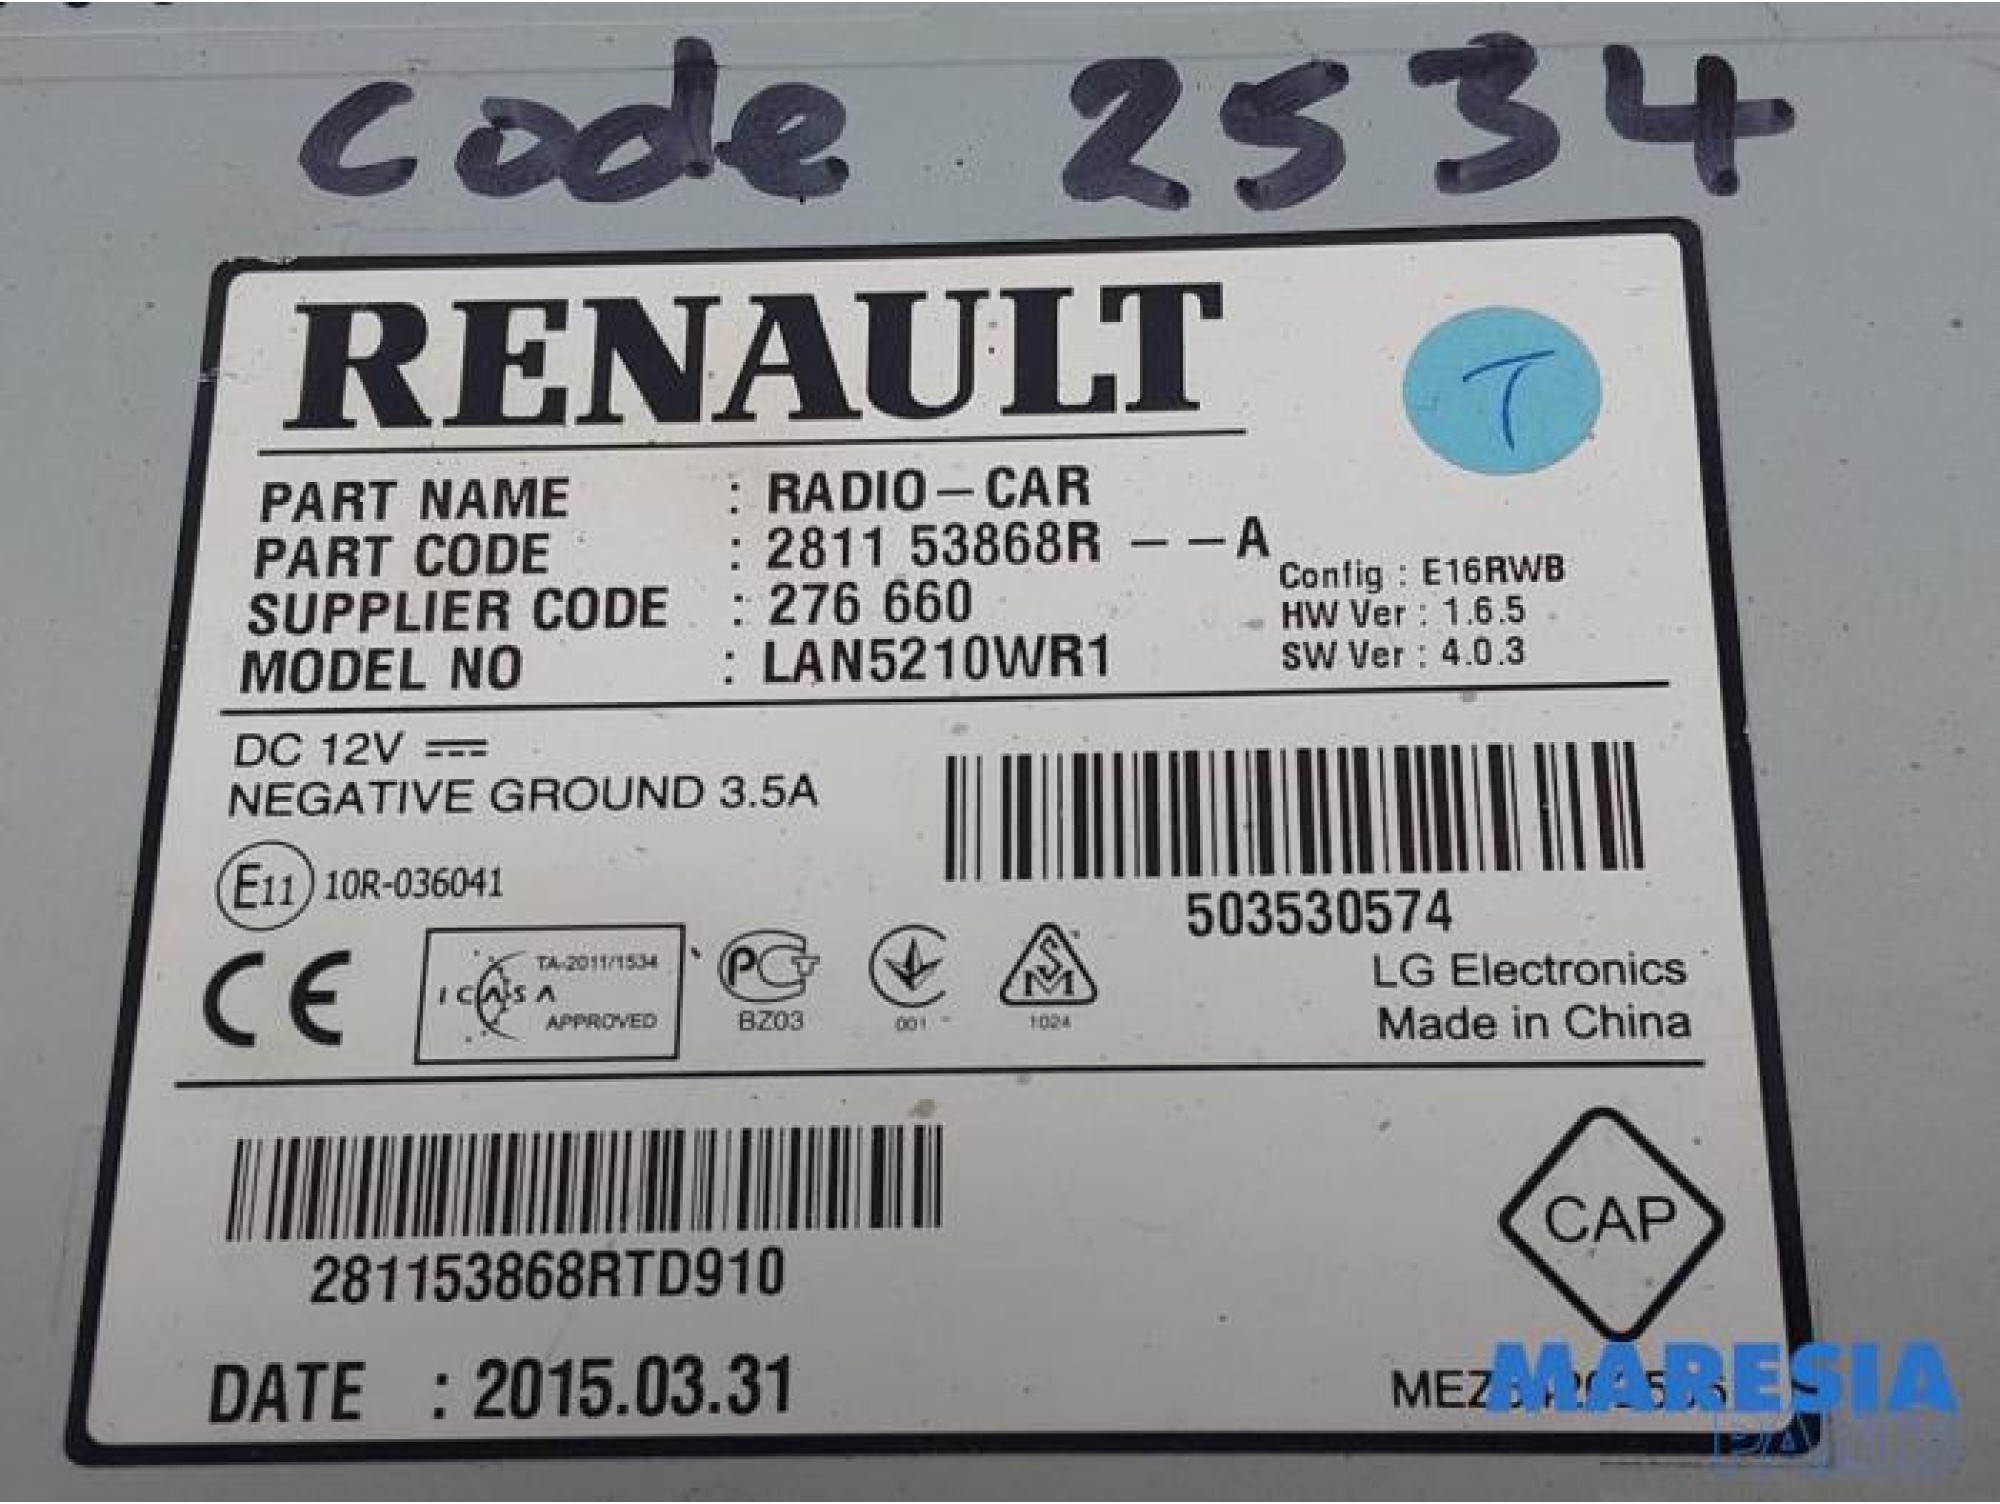 Code 2534
RENAULT
T
PART NAME : RADIO-CAR
PART CODE : 2811 53868R --A
SUPPLIER CODE : 276 660
MODEL NO : LAN5210WR1
Config : E16RWB
HW Ver : 1.6.5
SW Ver : 4.0.3
DC 12V
NEGATIVE GROUND 3.5A
E11 10R-036041
503530574
CE
ICASA
TA-2011/1534
APPROVED
PCT
BZ03
001
SM
1024
LG Electronics
Made in China
281153868RTD910
CAP
DATE : 2015.03.31
MARESIA